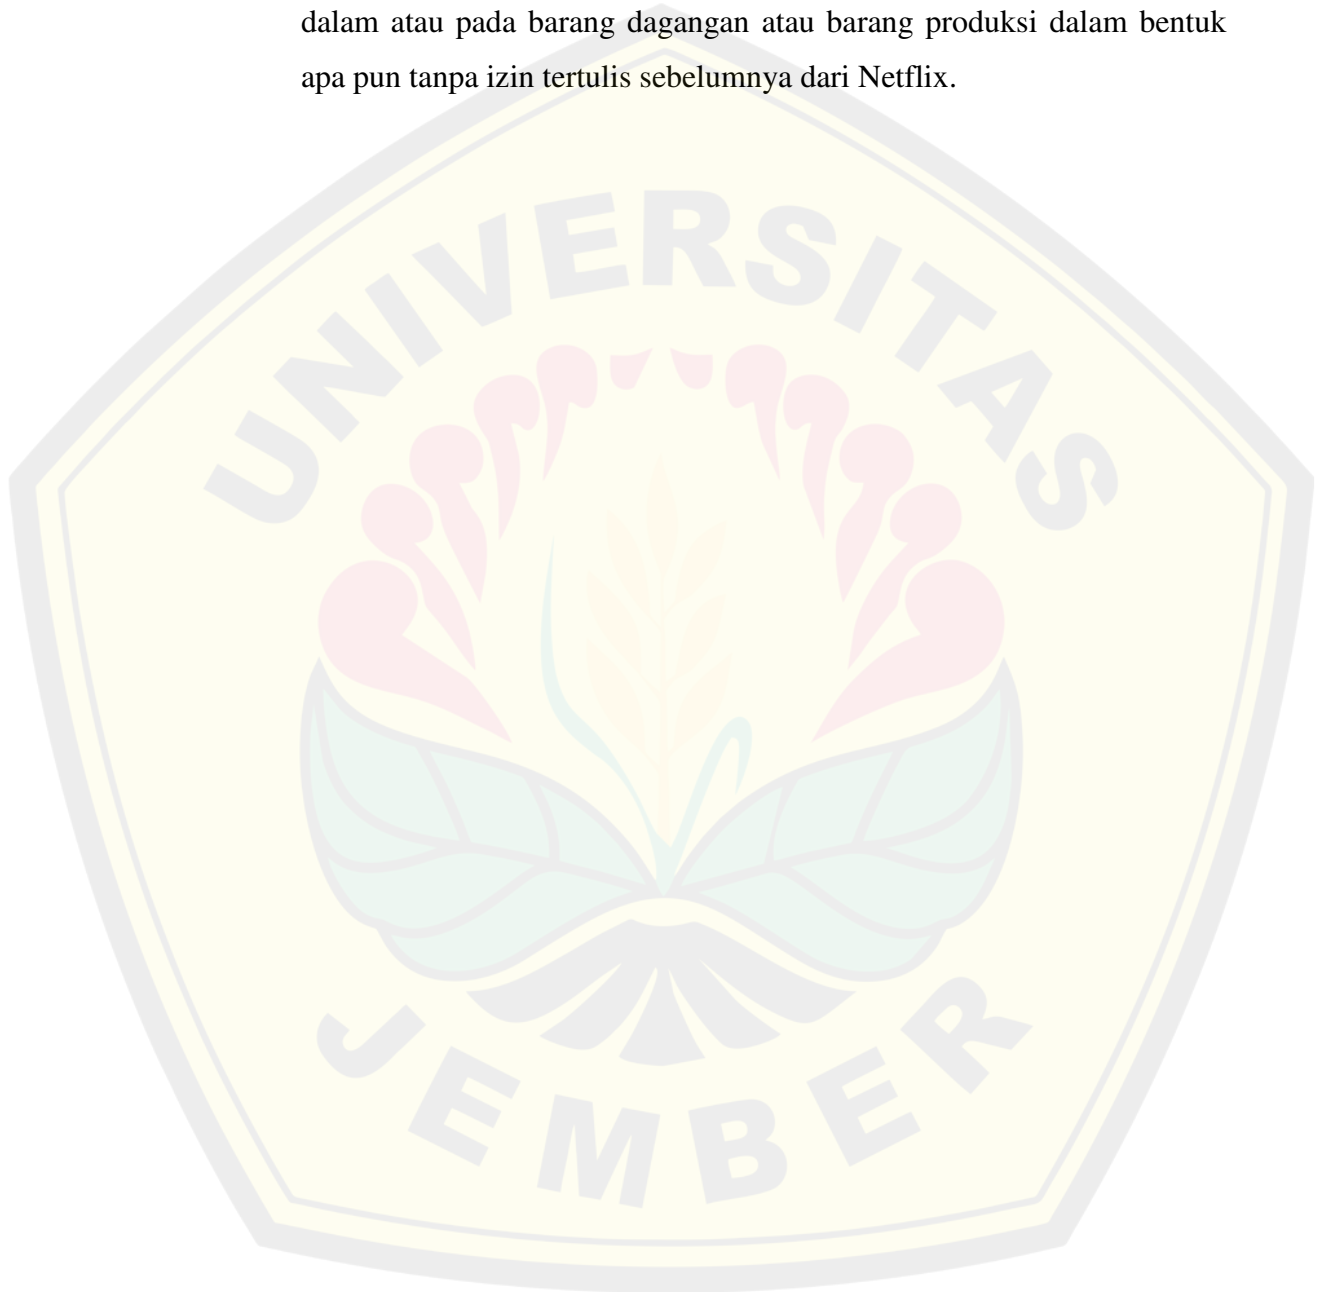 dalam atau pada barang dagangan atau barang produksi dalam bentuk
apa pun tanpa izin tertulis sebelumnya dari Netflix.
UNIVERSITAS
JEMBER